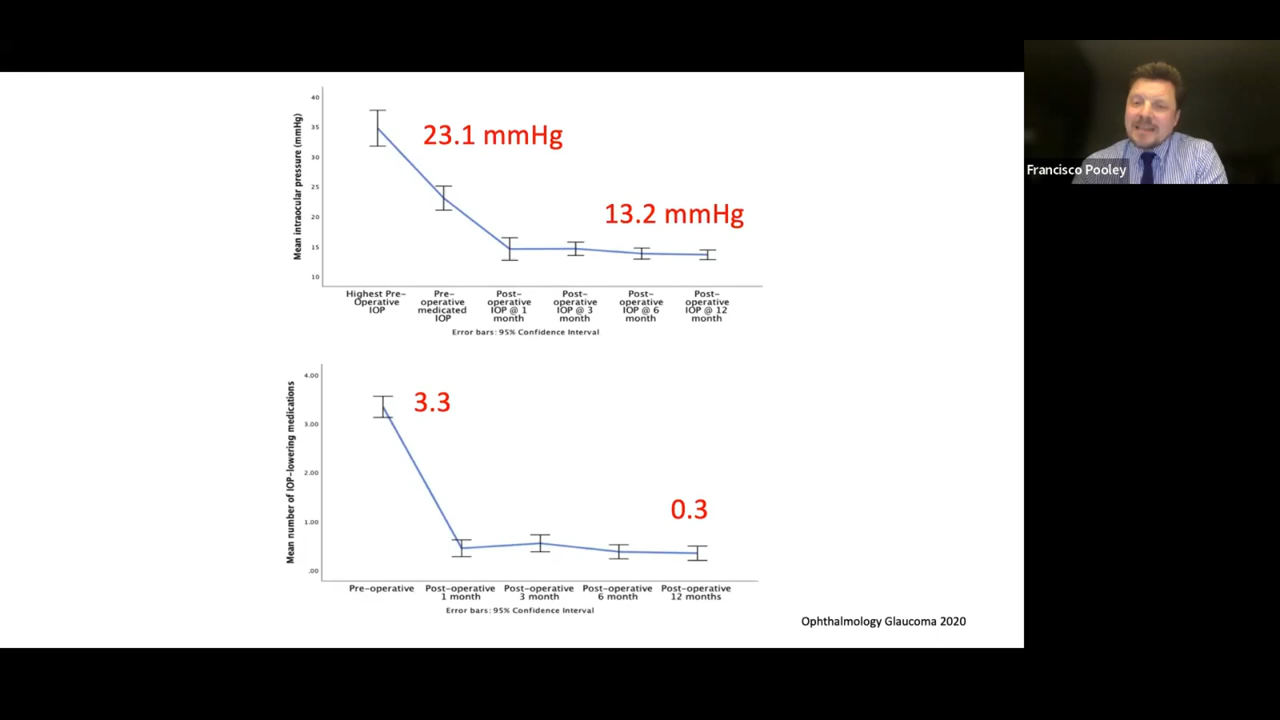 Mean intraocular pressure (mmHg)
40
35
30
25
20
15
10
23.1 mmHg
13.2 mmHg
Highest Pre-
Operative
IOP
Pre-
operative
medicated
IOP
Post-
operative
IOP @ 1
month
Post-
operative
IOP @ 3
month
Post-
operative
IOP @ 6
month
Post-
operative
IOP @ 12
month
Error bars: 95% Confidence Interval
Mean number of IOP-lowering medications
4.00
3.00
2.00
1.00
.00
3.3
0.3
Pre-operative
Post-operative
1 month
Post-operative
3 month
Post-operative
6 month
Post-operative
12 months
Error bars: 95% Confidence Interval
Ophthalmology Glaucoma 2020
Francisco Pooley